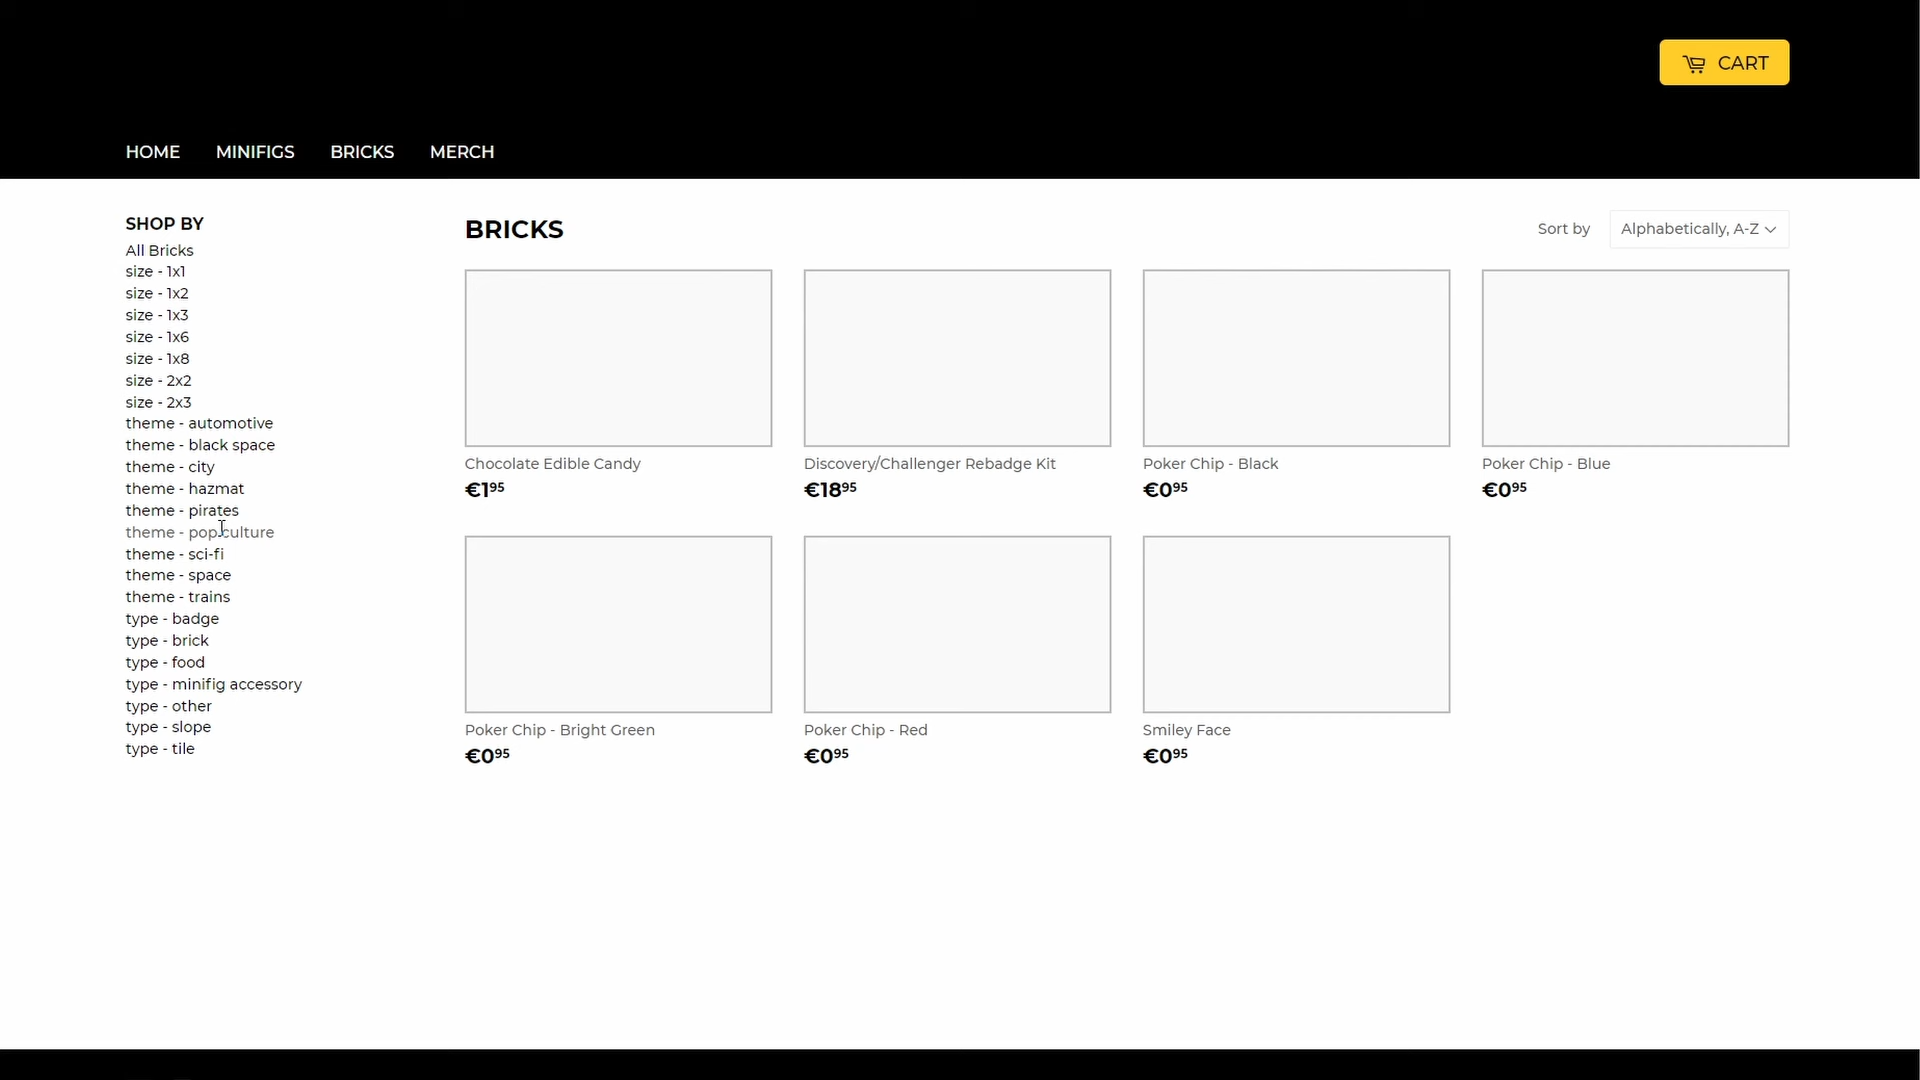 CART
HOME MINIFIGS BRICKS MERCH
SHOP BY
All Bricks
size - 1x1
size - 1x2
size - 1x3
size - 1x6
size - 1x8
size - 2x2
size - 2x3
theme - automotive
theme - black space
theme - city
theme - hazmat
theme - pirates
theme - pop culture
theme - sci-fi
theme - space
theme - trains
type - badge
type - brick
type - food
type - minifig accessory
type - other
type - slope
type - tile
BRICKS
Sort by Alphabetically, A-Z
Chocolate Edible Candy
€195
Discovery/Challenger Rebadge Kit
€1895
Poker Chip - Black
€095
Poker Chip - Blue
€095
Poker Chip - Bright Green
€095
Poker Chip - Red
€095
Smiley Face
€095